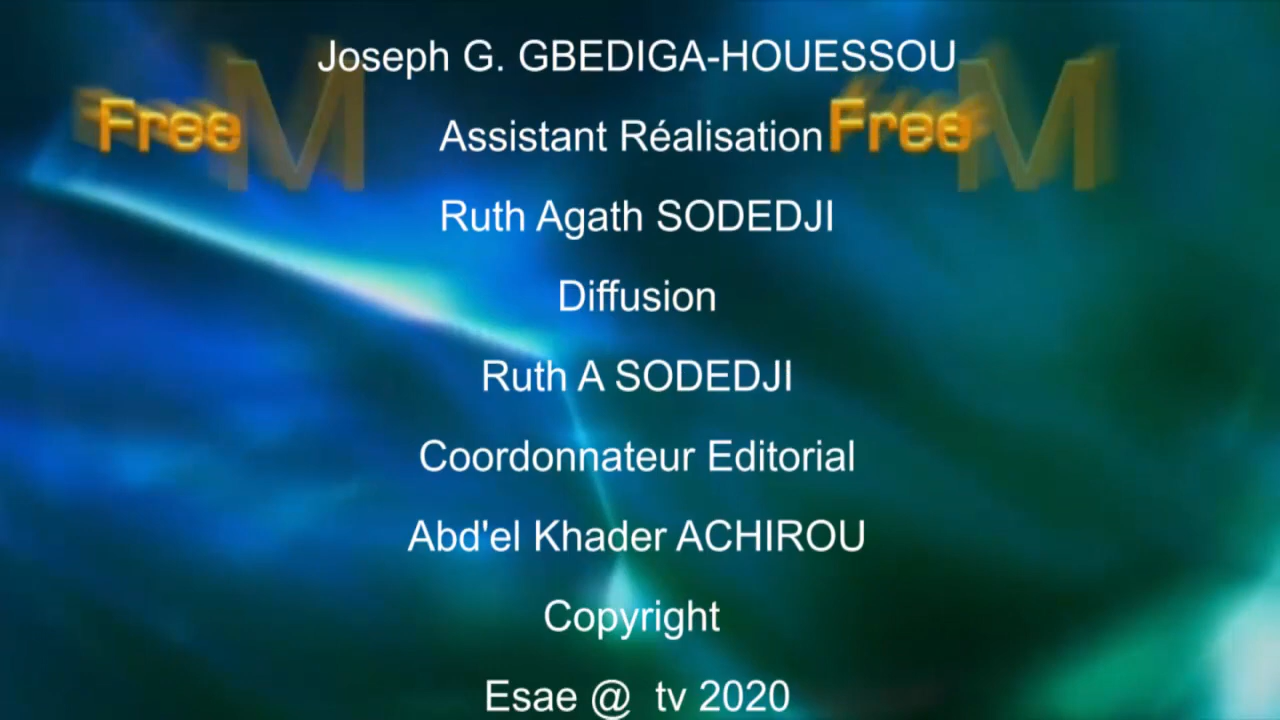 Joseph G. GBEDIGA-HOUESSOU
Free M
Assistant Réalisation
Free M
Ruth Agath SODEDJI
Diffusion
Ruth A SODEDJI
Coordonnateur Editorial
Abd'el Khader ACHIROU
Copyright
Esae @ tv 2020